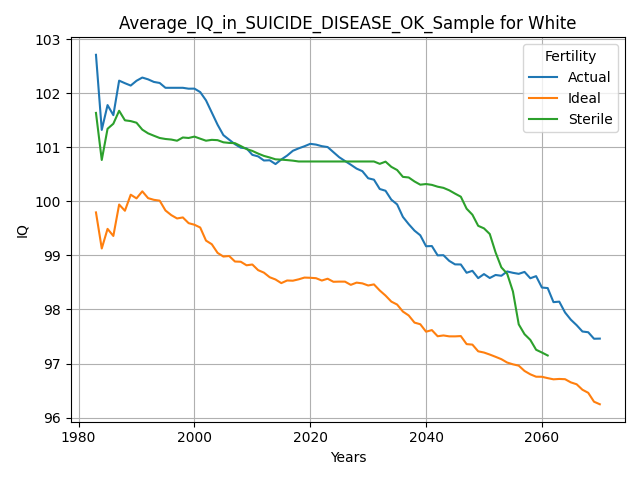 Average_IQ_in_SUICIDE_DISEASE_OK_Sample for White
103
102
101
100
99
98
97
96
IQ
1980
2000
2020
2040
2060
Years
Fertility
Actual
Ideal
Sterile